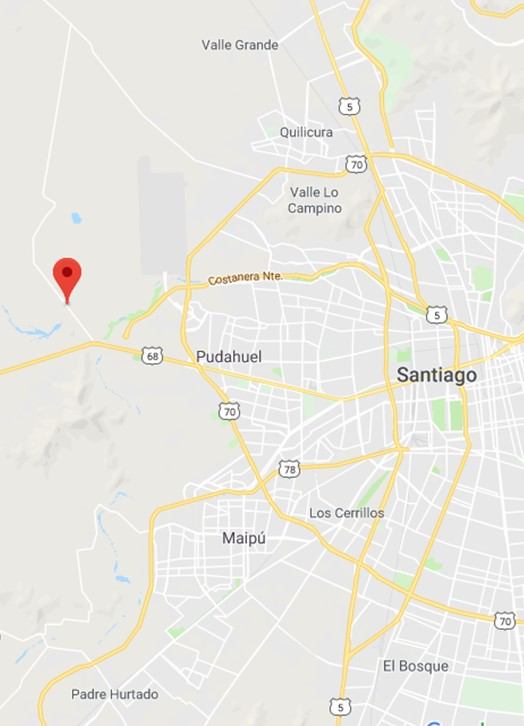 Valle Grande
5
Quilicura
70
Valle Lo
Campino
Costanera Nte.
5
68
Pudahuel
Santiago
70
78
Los Cerrillos
Maipú
70
El Bosque
Padre Hurtado
5